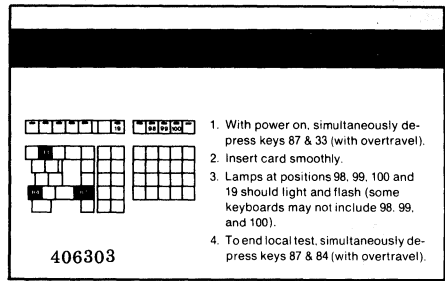 19 98 99 100
1. With power on, simultaneously de-
press keys 87 & 33 (with overtravel).
2. Insert card smoothly.
3. Lamps at positions 98, 99, 100 and
19 should light and flash (some
keyboards may not include 98, 99,
and 100).
4. To end local test, simultaneously de-
press keys 87 & 84 (with overtravel).
406303